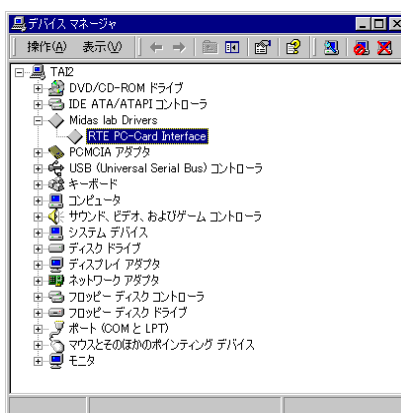 デバイス マネージャ
操作(A) 表示(V)
TAI2
DVD/CD-ROM ドライブ
IDE ATA/ATAPI コントローラ
Midas lab Drivers
RTE PC-Card Interface
PCMCIA アダプタ
USB (Universal Serial Bus) コントローラ
キーボード
コンピュータ
サウンド、ビデオ、およびゲーム コントローラ
システム デバイス
ディスク ドライブ
ディスプレイ アダプタ
ネットワーク アダプタ
フロッピー ディスク コントローラ
フロッピー ディスク ドライブ
ポート (COM と LPT)
マウスとそのほかのポインティング デバイス
モニタ